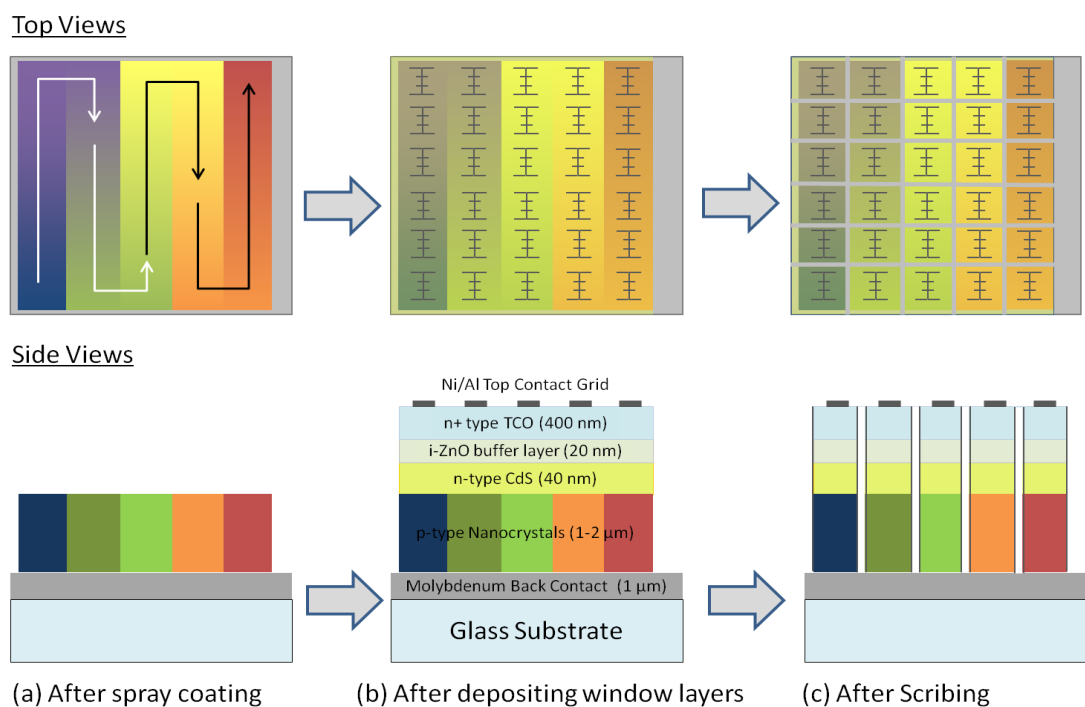 Top Views
Side Views
Ni/Al Top Contact Grid
n+ type TCO (400 nm)
i-ZnO buffer layer (20 nm)
n-type CdS (40 nm)
p-type Nanocrystals (1-2 µm)
Molybdenum Back Contact (1 µm)
Glass Substrate
(a) After spray coating
(b) After depositing window layers
(c) After Scribing